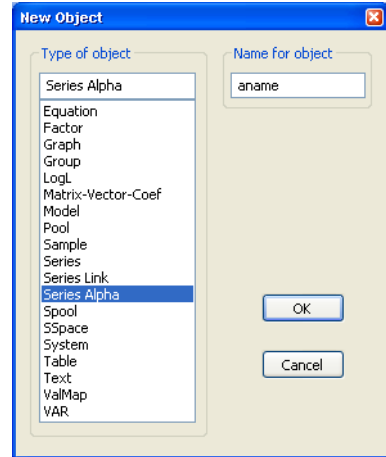 New Object
Type of object
Name for object
Series Alpha
aname
Equation
Factor
Graph
Group
LogL
Matrix-Vector-Coef
Model
Pool
Sample
Series
Series Link
Series Alpha
Spool
SSpace
System
Table
Text
ValMap
VAR
OK
Cancel